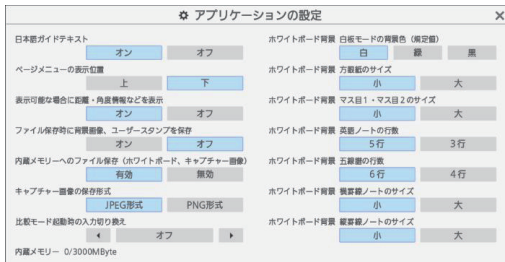 アプリケーションの設定
日本語ガイドテキスト
オン オフ
ページメニューの表示位置
上 下
表示可能な場合に距離・角度情報などを表示
オン オフ
ファイル保存時に背景画像、ユーザースタンプを保存
オン オフ
内蔵メモリーへのファイル保存（ホワイトボード、キャプチャー画像）
有効 無効
キャプチャー画像の保存形式
JPEG形式 PNG形式
比較モード起動時の入力切り換え
オフ
内蔵メモリー 0/3000MByte
ホワイトボード背景 白板モードの背景色（規定値）
白 緑 黒
ホワイトボード背景 方眼紙のサイズ
小 大
ホワイトボード背景 マス目1・マス目2のサイズ
小 大
ホワイトボード背景 英語ノートの行数
5行 3行
ホワイトボード背景 五線譜の行数
6行 4行
ホワイトボード背景 横罫線ノートのサイズ
小 大
ホワイトボード背景 縦罫線ノートのサイズ
小 大